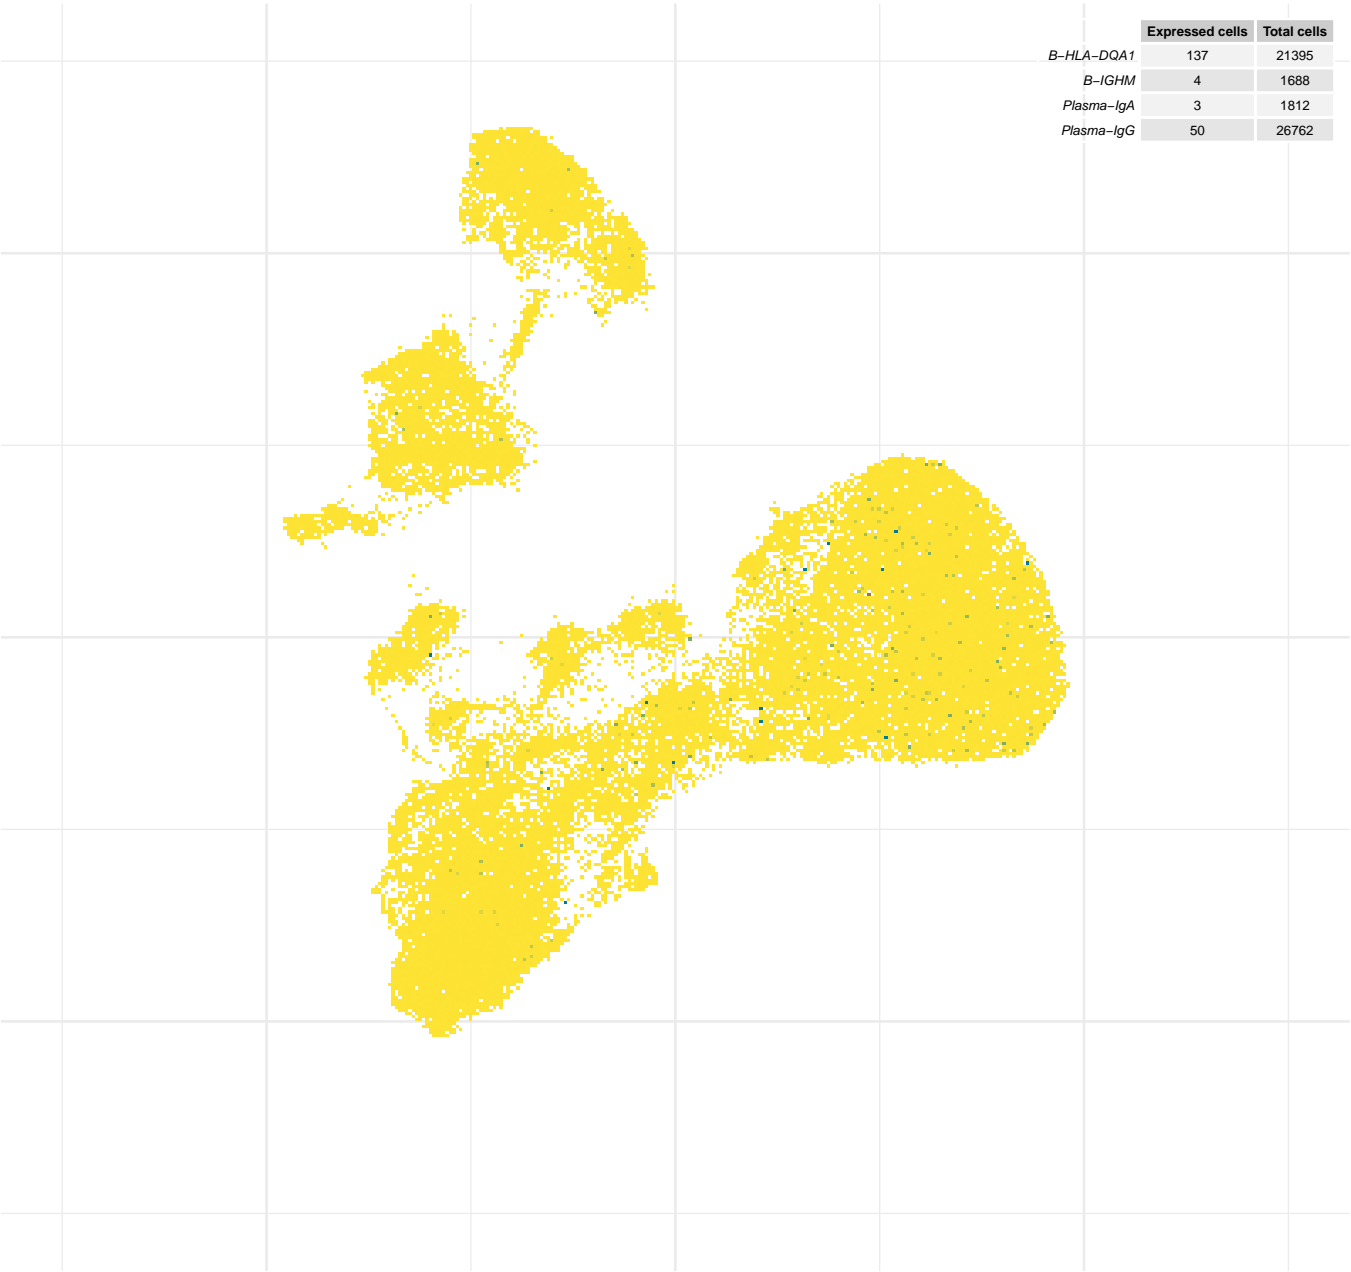 Expressed cells Total cells
B−HLA−DQA1 137 21395
B−IGHM 4 1688
Plasma−IgA 3 1812
Plasma−IgG 50 26762